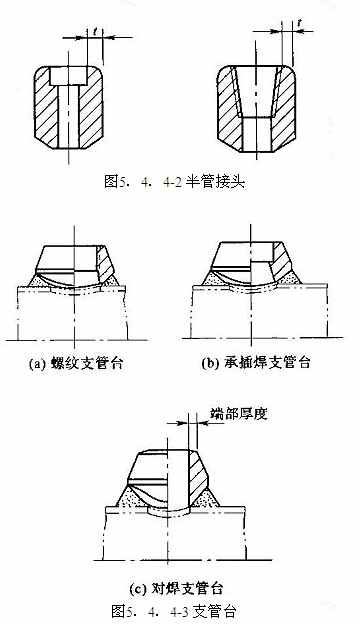 t
t
图5. 4. 4-2半管接头
(a) 螺纹支管台
(b) 承插焊支管台
端部厚度
(c) 对焊支管台
图5. 4. 4-3支管台